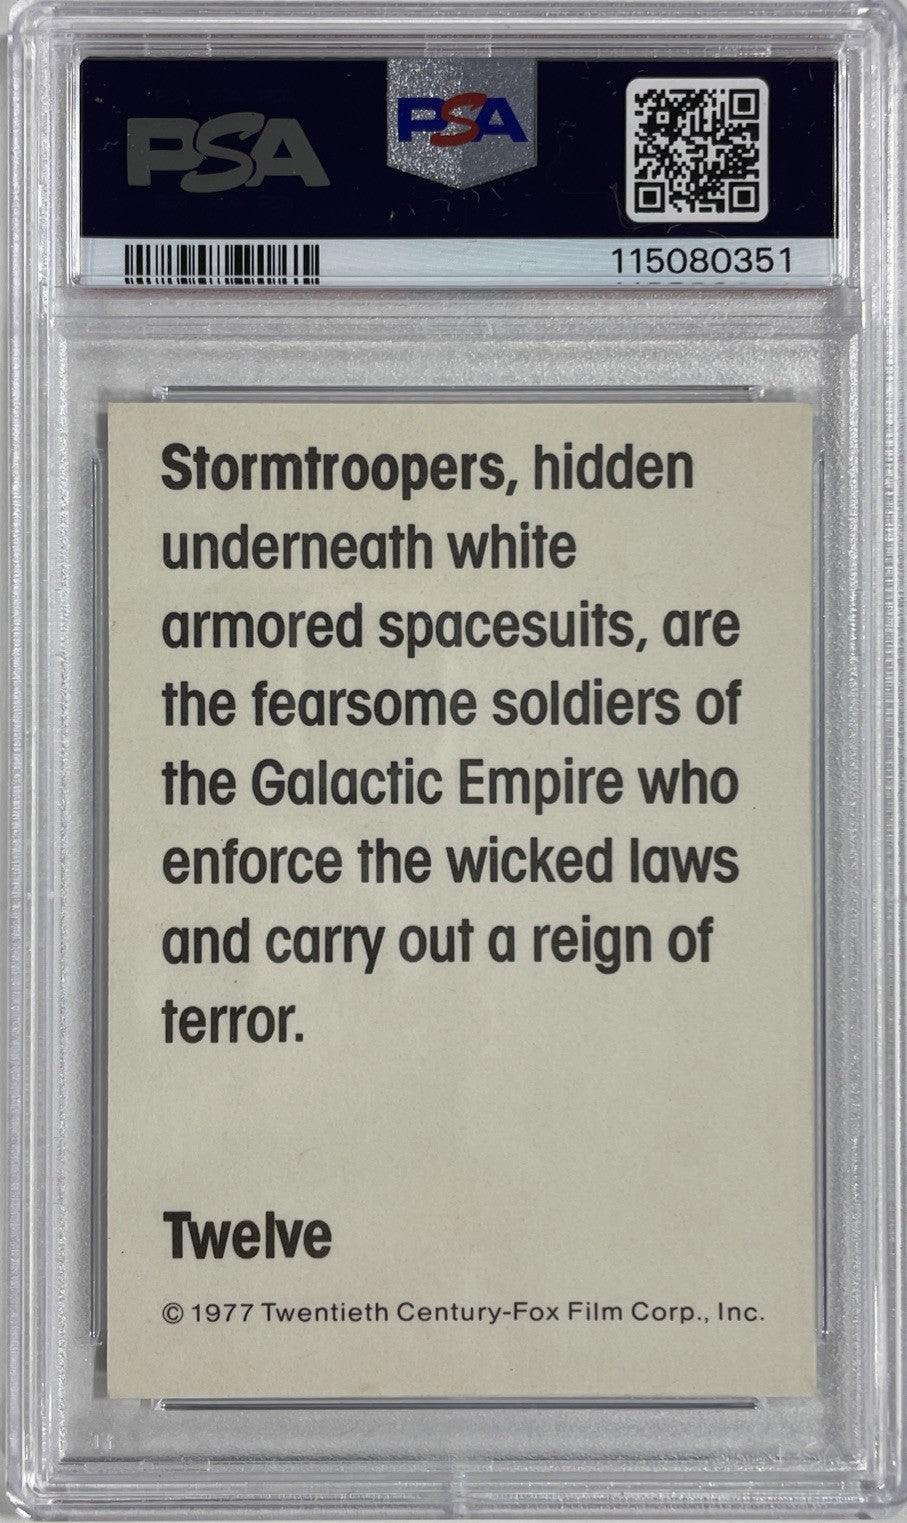 PSA
PSA
115080351
Stormtroopers, hidden
underneath white
armored spacesuits, are
the fearsome soldiers of
the Galactic Empire who
enforce the wicked laws
and carry out a reign of
terror.
Twelve
© 1977 Twentieth Century-Fox Film Corp., Inc.